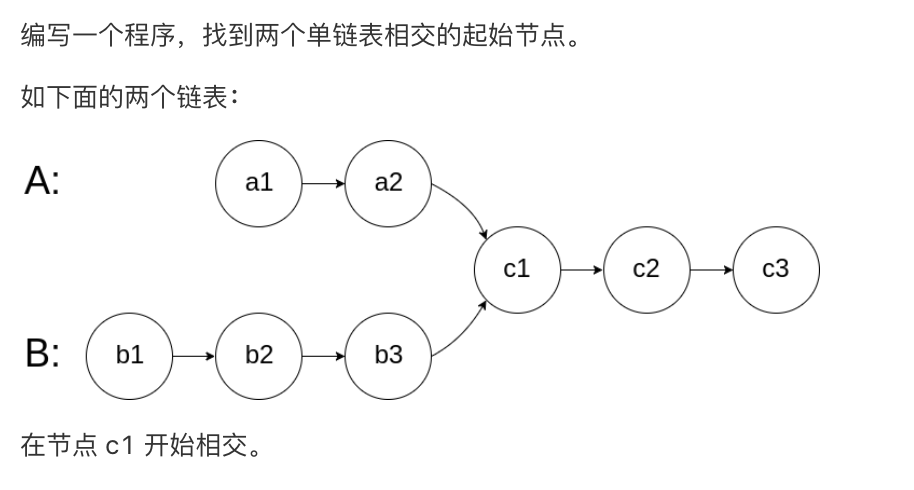 编写一个程序，找到两个单链表相交的起始节点。
如下面的两个链表：
A:
a1
a2
c1
c2
c3
B:
b1
b2
b3
在节点 c1 开始相交。